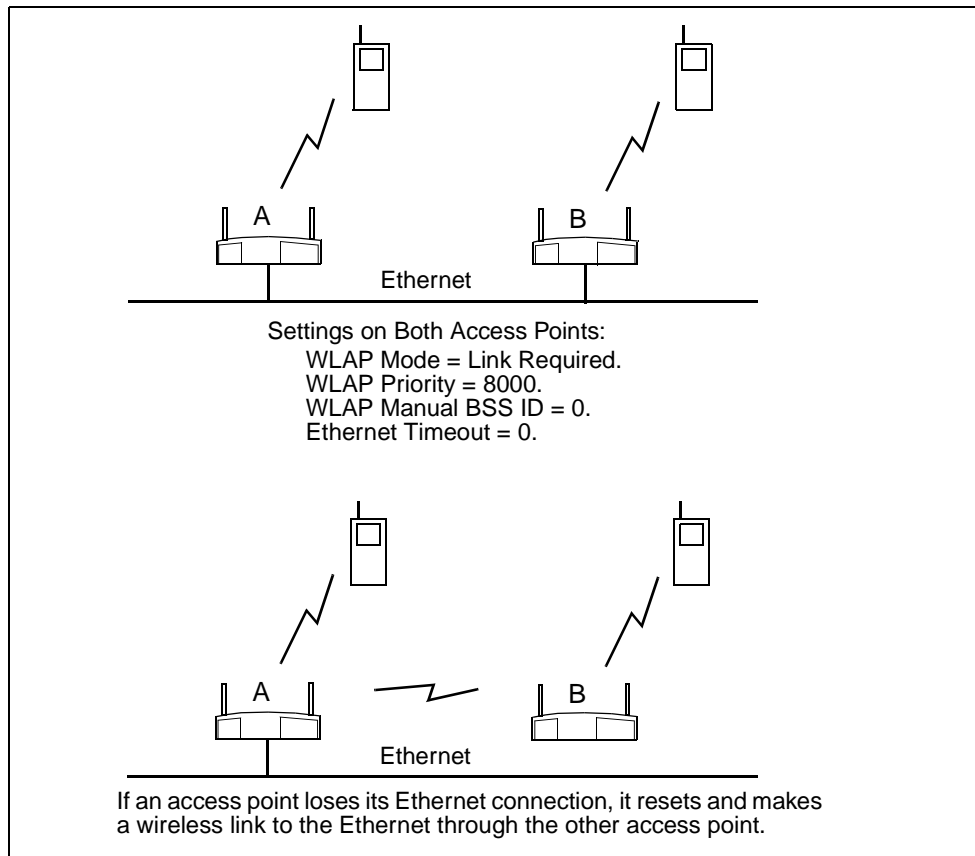 A
B
Ethernet
Settings on Both Access Points:
WLAP Mode = Link Required.
WLAP Priority = 8000.
WLAP Manual BSS ID = 0.
Ethernet Timeout = 0.
A
B
Ethernet
If an access point loses its Ethernet connection, it resets and makes
a wireless link to the Ethernet through the other access point.